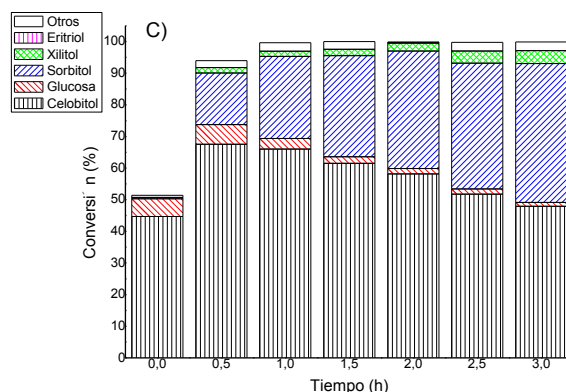 Otros
Eritriol
Xilitol
Sorbitol
Glucosa
Celobitol
C)
Conversi´ n (%)
100
90
80
70
60
50
40
30
20
10
0
0,0 0,5 1,0 1,5 2,0 2,5 3,0
Tiempo (h)